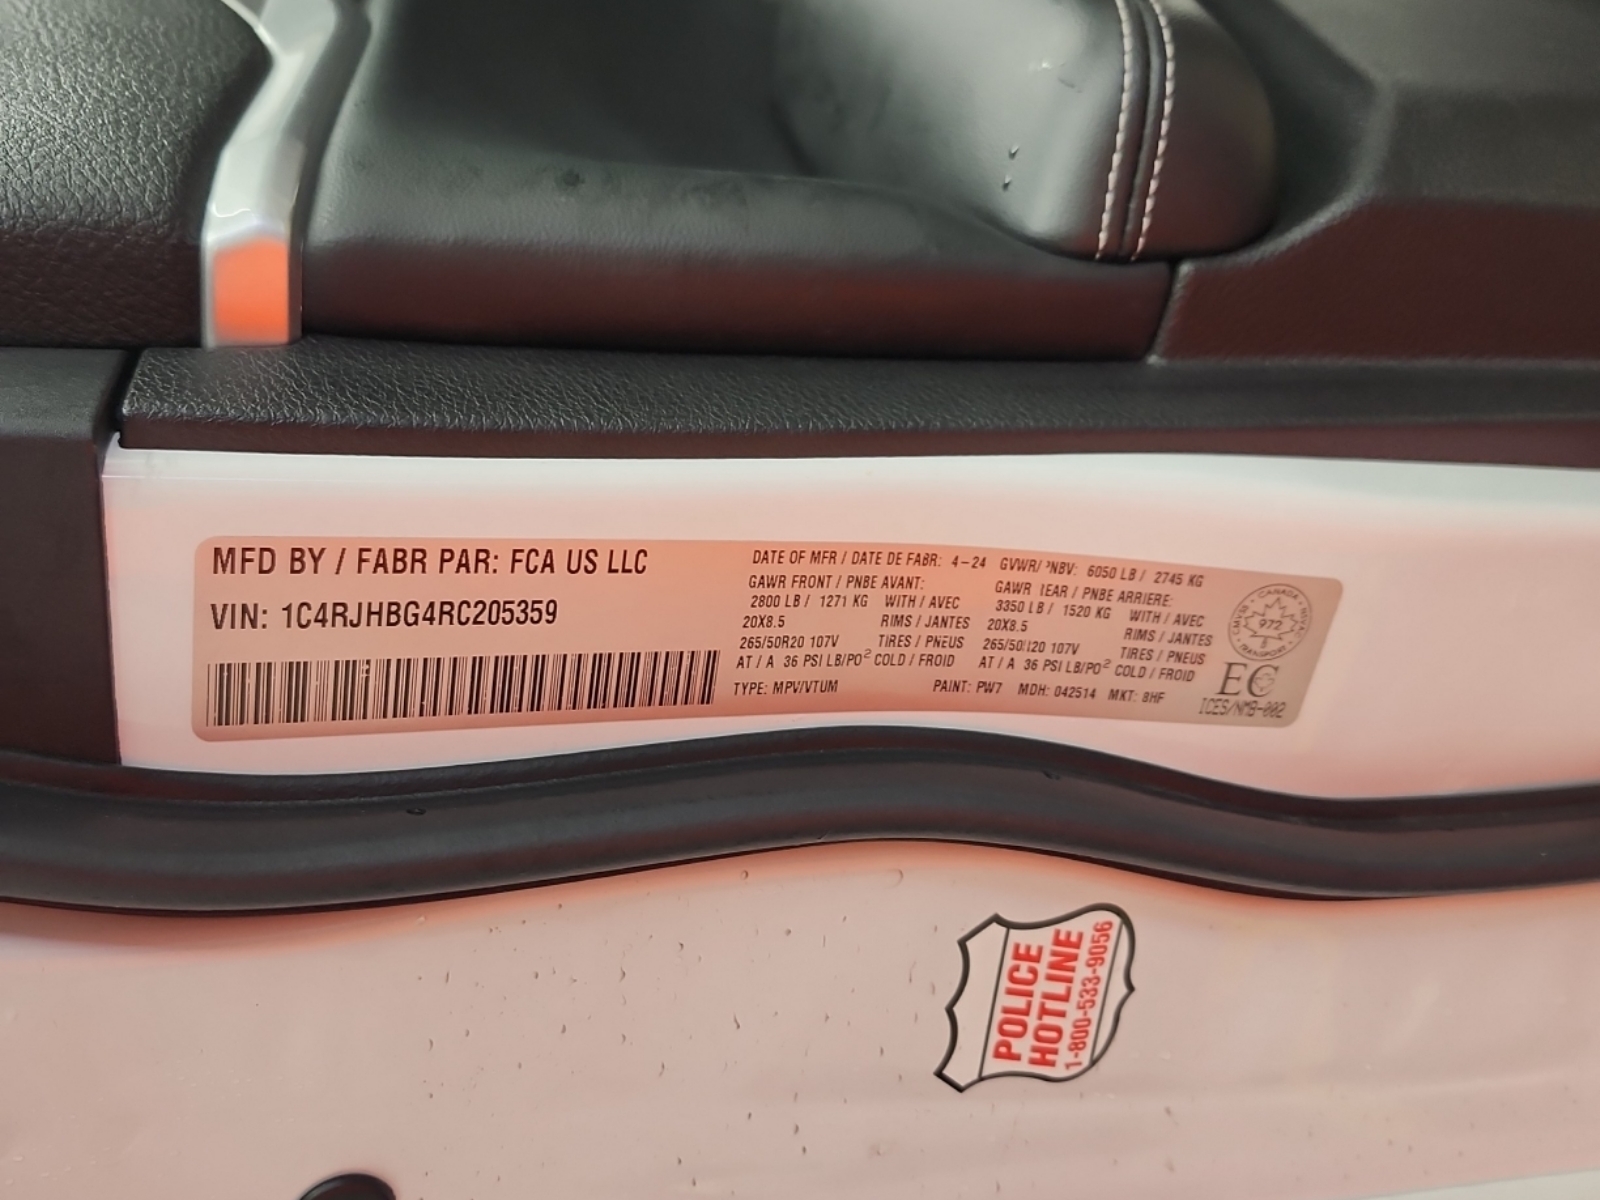 MFD BY / FABR PAR: FCA US LLC
VIN: 1C4RJHBG4RC205359
DATE OF MFR / DATE DE FABR: 4-24 GVWR/ PNBV: 6050 LB / 2745 KG
GAWR FRONT / PNBE AVANT:
2800 LB / 1271 KG WITH / AVEC
20X8.5 RIMS / JANTES
265/50R20 107V TIRES / PNEUS
AT / A 36 PSI LB/PO² COLD / FROID
GAWR REAR / PNBE ARRIERE:
3350 LB / 1520 KG WITH / AVEC
20X8.5 RIMS / JANTES
265/50R20 107V TIRES / PNEUS
AT / A 36 PSI LB/PO² COLD / FROID
TYPE: MPV/VTUM PAINT: PW7 MDH: 042514 MKT: 8HF
CANADA
CMVSS
NSVAC
972
TRANSPORT
EC
ICES/NMB-002
POLICE
HOTLINE
1-800-533-9056